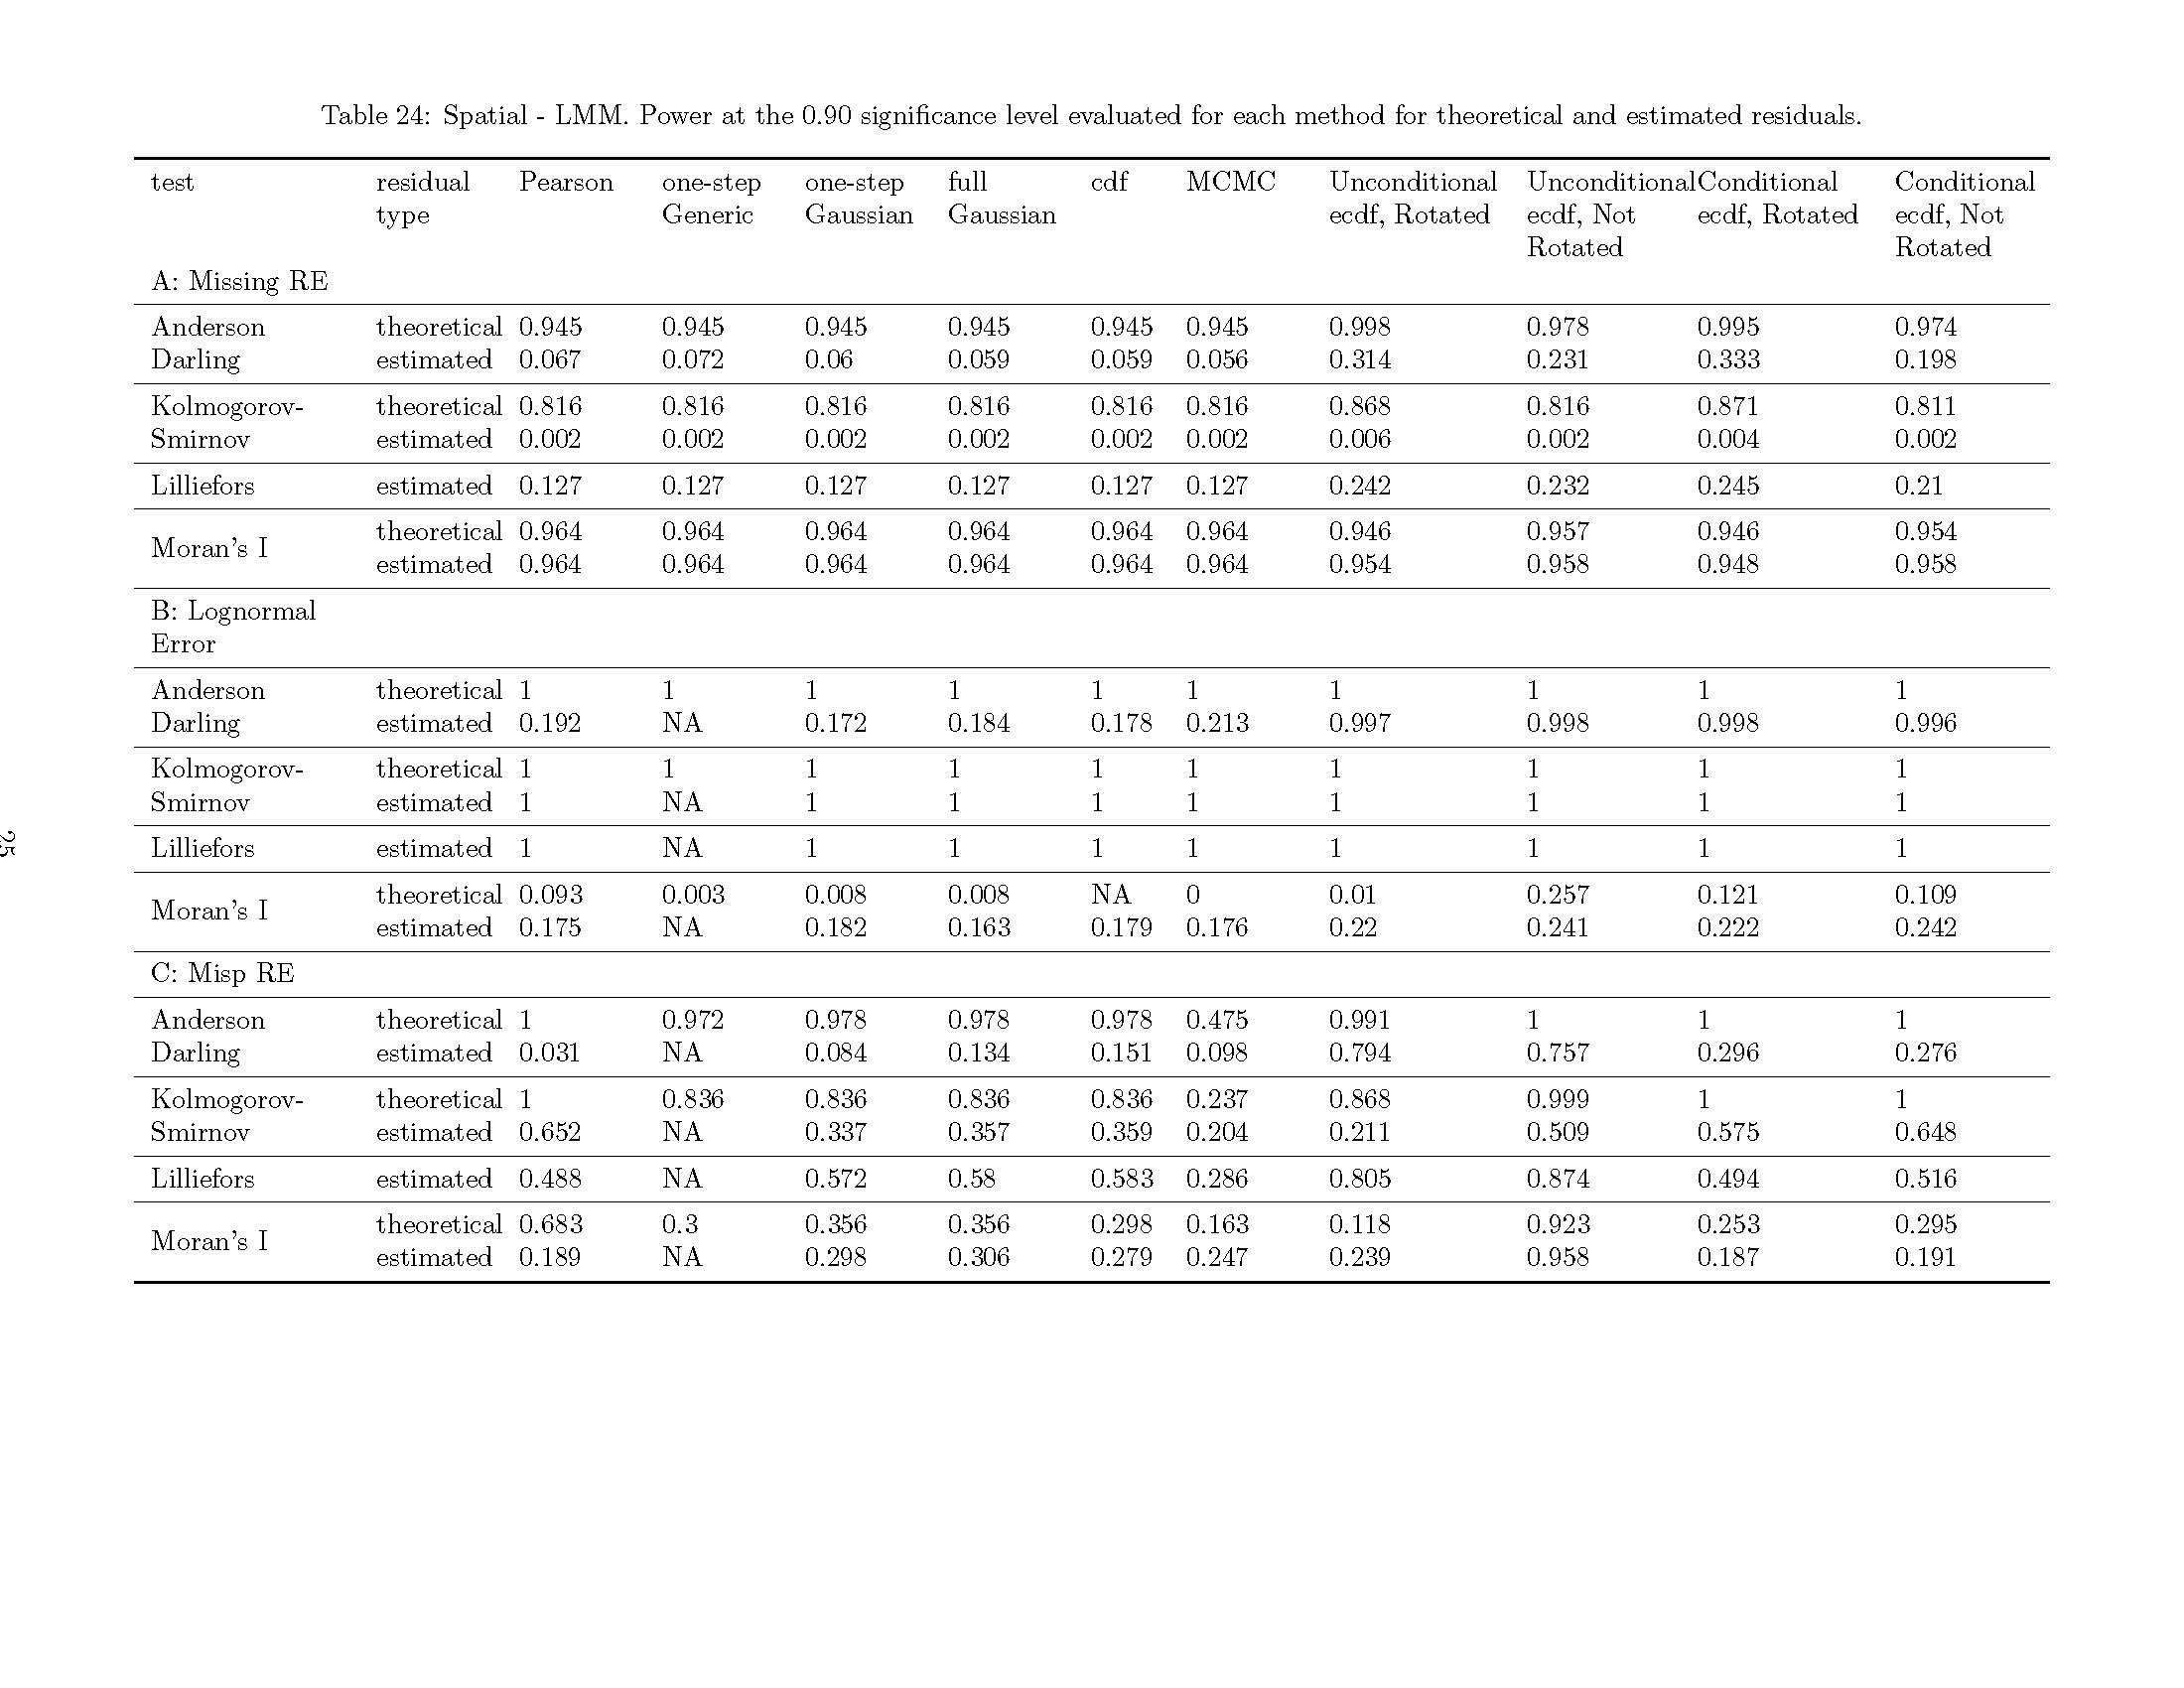 Table 24: Spatial - LMM. Power at the 0.90 significance level evaluated for each method for theoretical and estimated residuals.
test residual Pearson one-step one-step full cdf MCMC Unconditional Unconditional Conditional Conditional
type Generic Gaussian Gaussian ecdf, Rotated ecdf, Not ecdf, Rotated ecdf, Not
Rotated Rotated
A: Missing RE
Anderson theoretical 0.945 0.945 0.945 0.945 0.945 0.945 0.998 0.978 0.995 0.974
Darling estimated 0.067 0.072 0.06 0.059 0.059 0.056 0.314 0.231 0.333 0.198
Kolmogorov- theoretical 0.816 0.816 0.816 0.816 0.816 0.816 0.868 0.816 0.871 0.811
Smirnov estimated 0.002 0.002 0.002 0.002 0.002 0.002 0.006 0.002 0.004 0.002
Lilliefors estimated 0.127 0.127 0.127 0.127 0.127 0.127 0.242 0.232 0.245 0.21
Moran's I theoretical 0.964 0.964 0.964 0.964 0.964 0.964 0.946 0.957 0.946 0.954
estimated 0.964 0.964 0.964 0.964 0.964 0.964 0.954 0.958 0.948 0.958
B: Lognormal
Error
Anderson theoretical 1 1 1 1 1 1 1 1 1 1
Darling estimated 0.192 NA 0.172 0.184 0.178 0.213 0.997 0.998 0.998 0.996
Kolmogorov- theoretical 1 1 1 1 1 1 1 1 1 1
Smirnov estimated 1 NA 1 1 1 1 1 1 1 1
Lilliefors estimated 1 NA 1 1 1 1 1 1 1 1
Moran's I theoretical 0.093 0.003 0.008 0.008 NA 0 0.01 0.257 0.121 0.109
estimated 0.175 NA 0.182 0.163 0.179 0.176 0.22 0.241 0.222 0.242
C: Misp RE
Anderson theoretical 1 0.972 0.978 0.978 0.978 0.475 0.991 1 1 1
Darling estimated 0.031 NA 0.084 0.134 0.151 0.098 0.794 0.757 0.296 0.276
Kolmogorov- theoretical 1 0.836 0.836 0.836 0.836 0.237 0.868 0.999 1 1
Smirnov estimated 0.652 NA 0.337 0.357 0.359 0.204 0.211 0.509 0.575 0.648
Lilliefors estimated 0.488 NA 0.572 0.58 0.583 0.286 0.805 0.874 0.494 0.516
Moran's I theoretical 0.683 0.3 0.356 0.356 0.298 0.163 0.118 0.923 0.253 0.295
estimated 0.189 NA 0.298 0.306 0.279 0.247 0.239 0.958 0.187 0.191
25